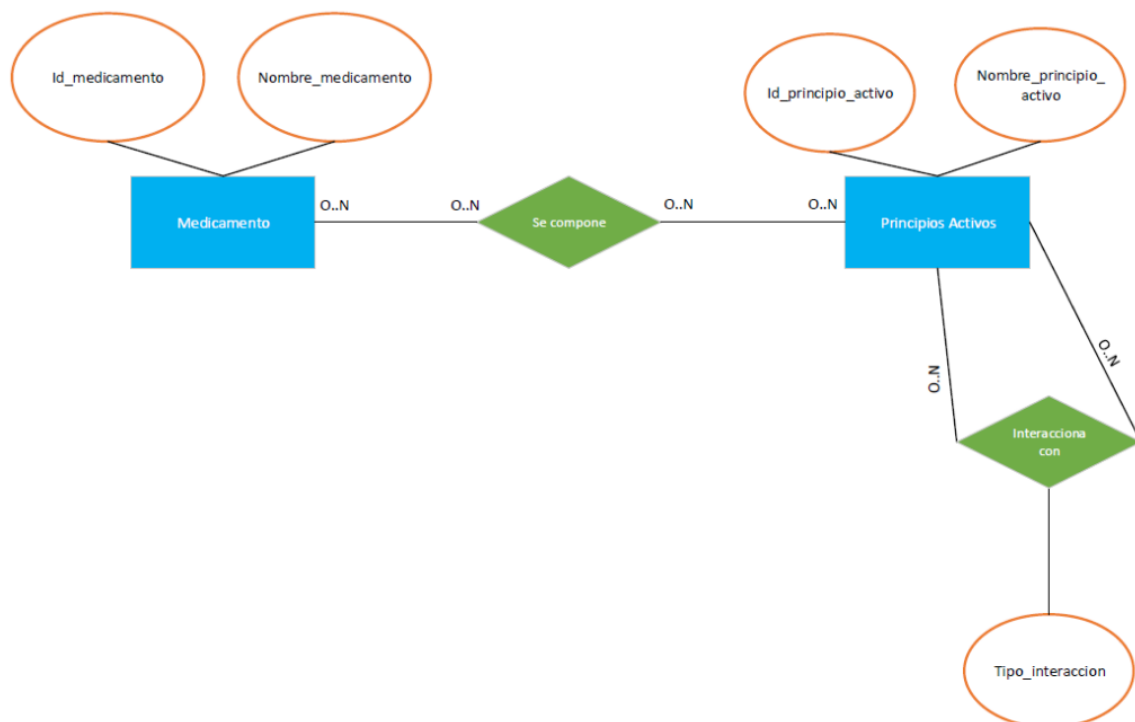 Id_medicamento
Nombre_medicamento
Id_principio_activo
Nombre_principio_
activo
Medicamento
O..N
O..N
Se compone
O..N
O..N
Principios Activos
O..N
O..N
Interacciona
con
Tipo_interaccion